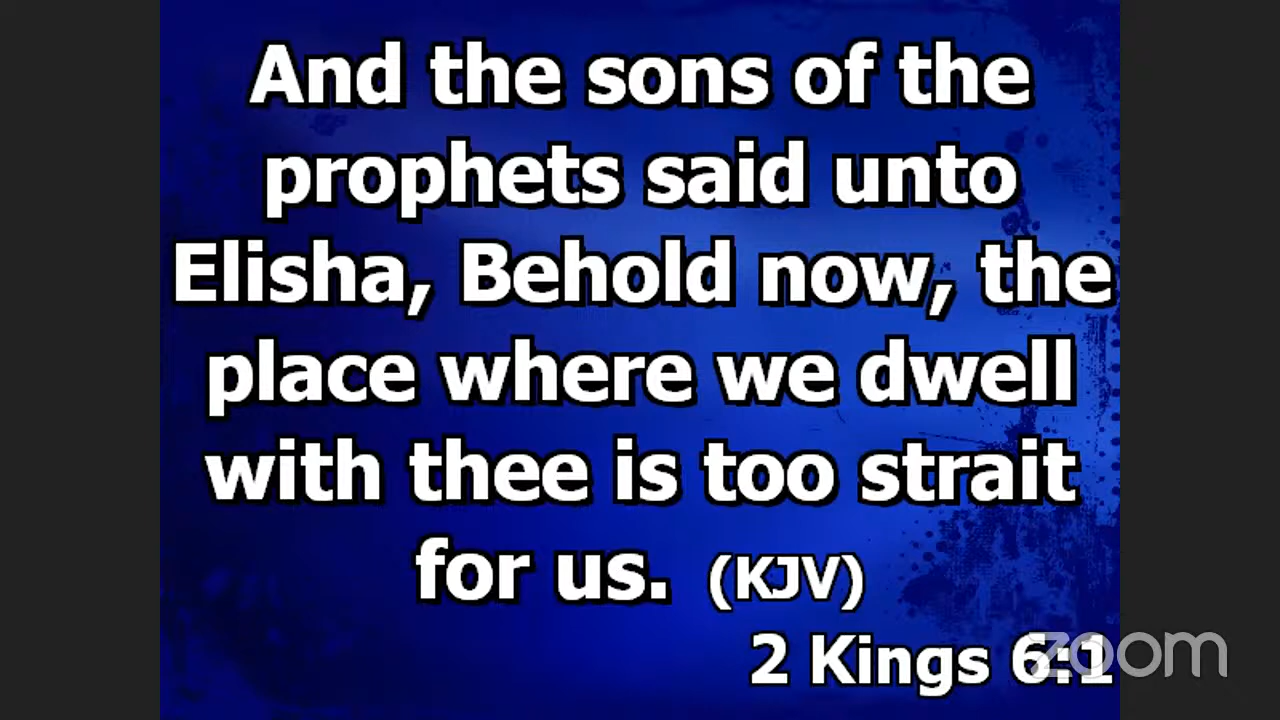 And the sons of the
prophets said unto
Elisha, Behold now, the
place where we dwell
with thee is too strait
for us. (KJV)
2 Kings 6:1
zoom